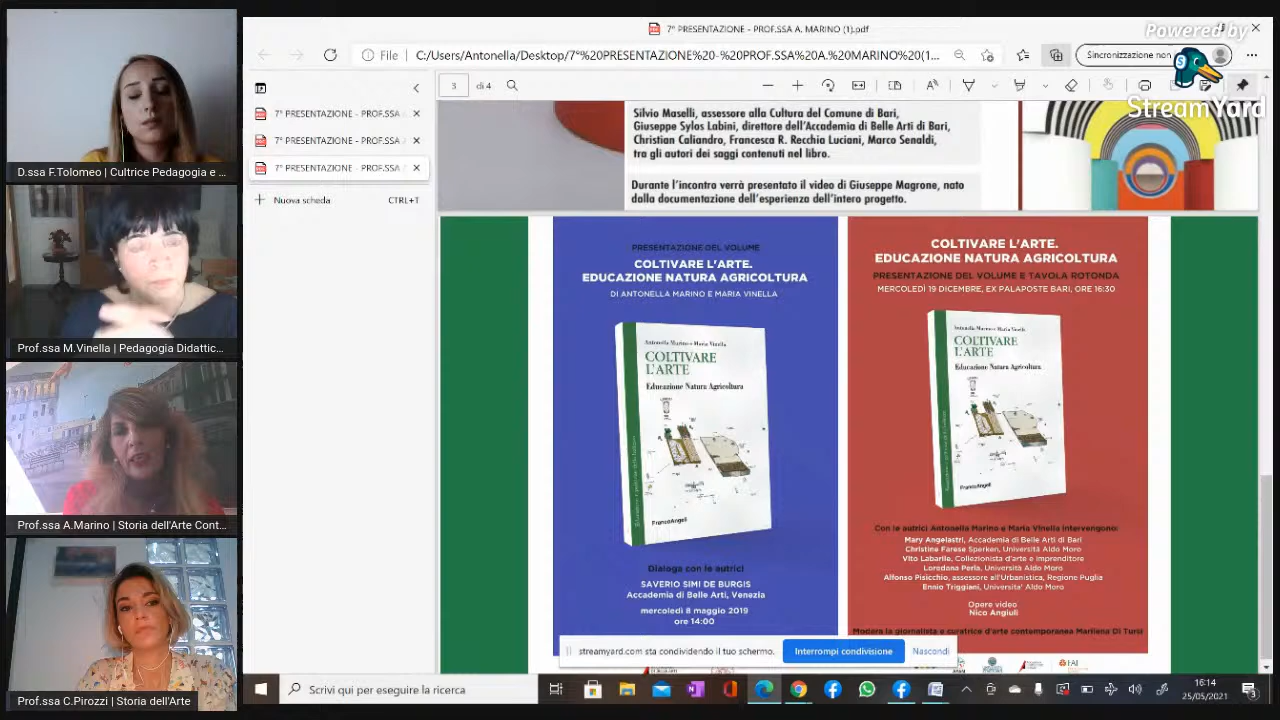 D.ssa F.Tolomeo | Cultrice Pedagogia e ...
Prof.ssa M.Vinella | Pedagogia Didattic...
Prof.ssa A.Marino | Storia dell'Arte Cont...
Prof.ssa C.Pirozzi | Storia dell'Arte
7° PRESENTAZIONE - PROF.SSA A. MARINO (1).pdf
Powered by
StreamYard
File
C:/Users/Antonella/Desktop/7°%20PRESENTAZIONE%20-%20PROF.SSA%20A.%20MARINO%20(1...
Sincronizzazione non
3
di 4
7° PRESENTAZIONE - PROF.SSA
7° PRESENTAZIONE - PROF.SSA
7° PRESENTAZIONE - PROF.SSA
Nuova scheda
CTRL+T
Silvio Maselli, assessore alla Cultura del Comune di Bari,
Giuseppe Sylos Labini, direttore dell'Accademia di Belle Arti di Bari,
Christian Caliandro, Francesca R. Recchia Luciani, Marco Senaldi,
tra gli autori dei saggi contenuti nel libro.
Durante l'incontro verrà presentato il video di Giuseppe Magrone, nato
dalla documentazione dell'esperienza dell'intero progetto.
PRESENTAZIONE DEL VOLUME
COLTIVARE L'ARTE.
EDUCAZIONE NATURA AGRICOLTURA
DI ANTONELLA MARINO E MARIA VINELLA
Antonella Marino e Maria Vinella
COLTIVARE
L'ARTE
Educazione Natura Agricoltura
FrancoAngeli
Dialoga con le autrici
SAVERIO SIMI DE BURGIS
Accademia di Belle Arti, Venezia
mercoledì 8 maggio 2019
ore 14:00
COLTIVARE L'ARTE.
EDUCAZIONE NATURA AGRICOLTURA
PRESENTAZIONE DEL VOLUME E TAVOLA ROTONDA
MERCOLEDÌ 19 DICEMBRE, EX PALAPOSTE BARI, ORE 16:30
Antonella Marino e Maria Vinella
COLTIVARE
L'ARTE
Educazione Natura Agricoltura
FrancoAngeli
Con le autrici Antonella Marino e Maria Vinella intervengono:
Mary Angelastri, Accademia di Belle Arti di Bari
Christine Farese Sperken, Università Aldo Moro
Vito Labarile, Collezionista d'arte e imprenditore
Loredana Perla, Università Aldo Moro
Alfonso Pisicchio, assessore all'Urbanistica, Regione Puglia
Ennio Triggiani, Universita' Aldo Moro
Opere video
Nico Angiuli
Modera la giornalista e curatrice d'arte contemporanea Marilena Di Tursi
FAI
streamyard.com sta condividendo il tuo schermo.
Interrompi condivisione
Nascondi
Scrivi qui per eseguire la ricerca
16:14
25/05/2021
3